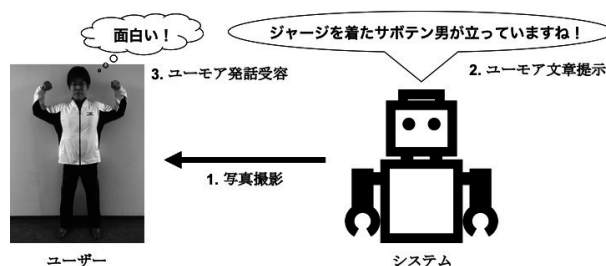 面白い！
ジャージを着たサボテン男が立っていますね！
3. ユーモア発話受容
2. ユーモア文章提示
1. 写真撮影
ユーザー
システム